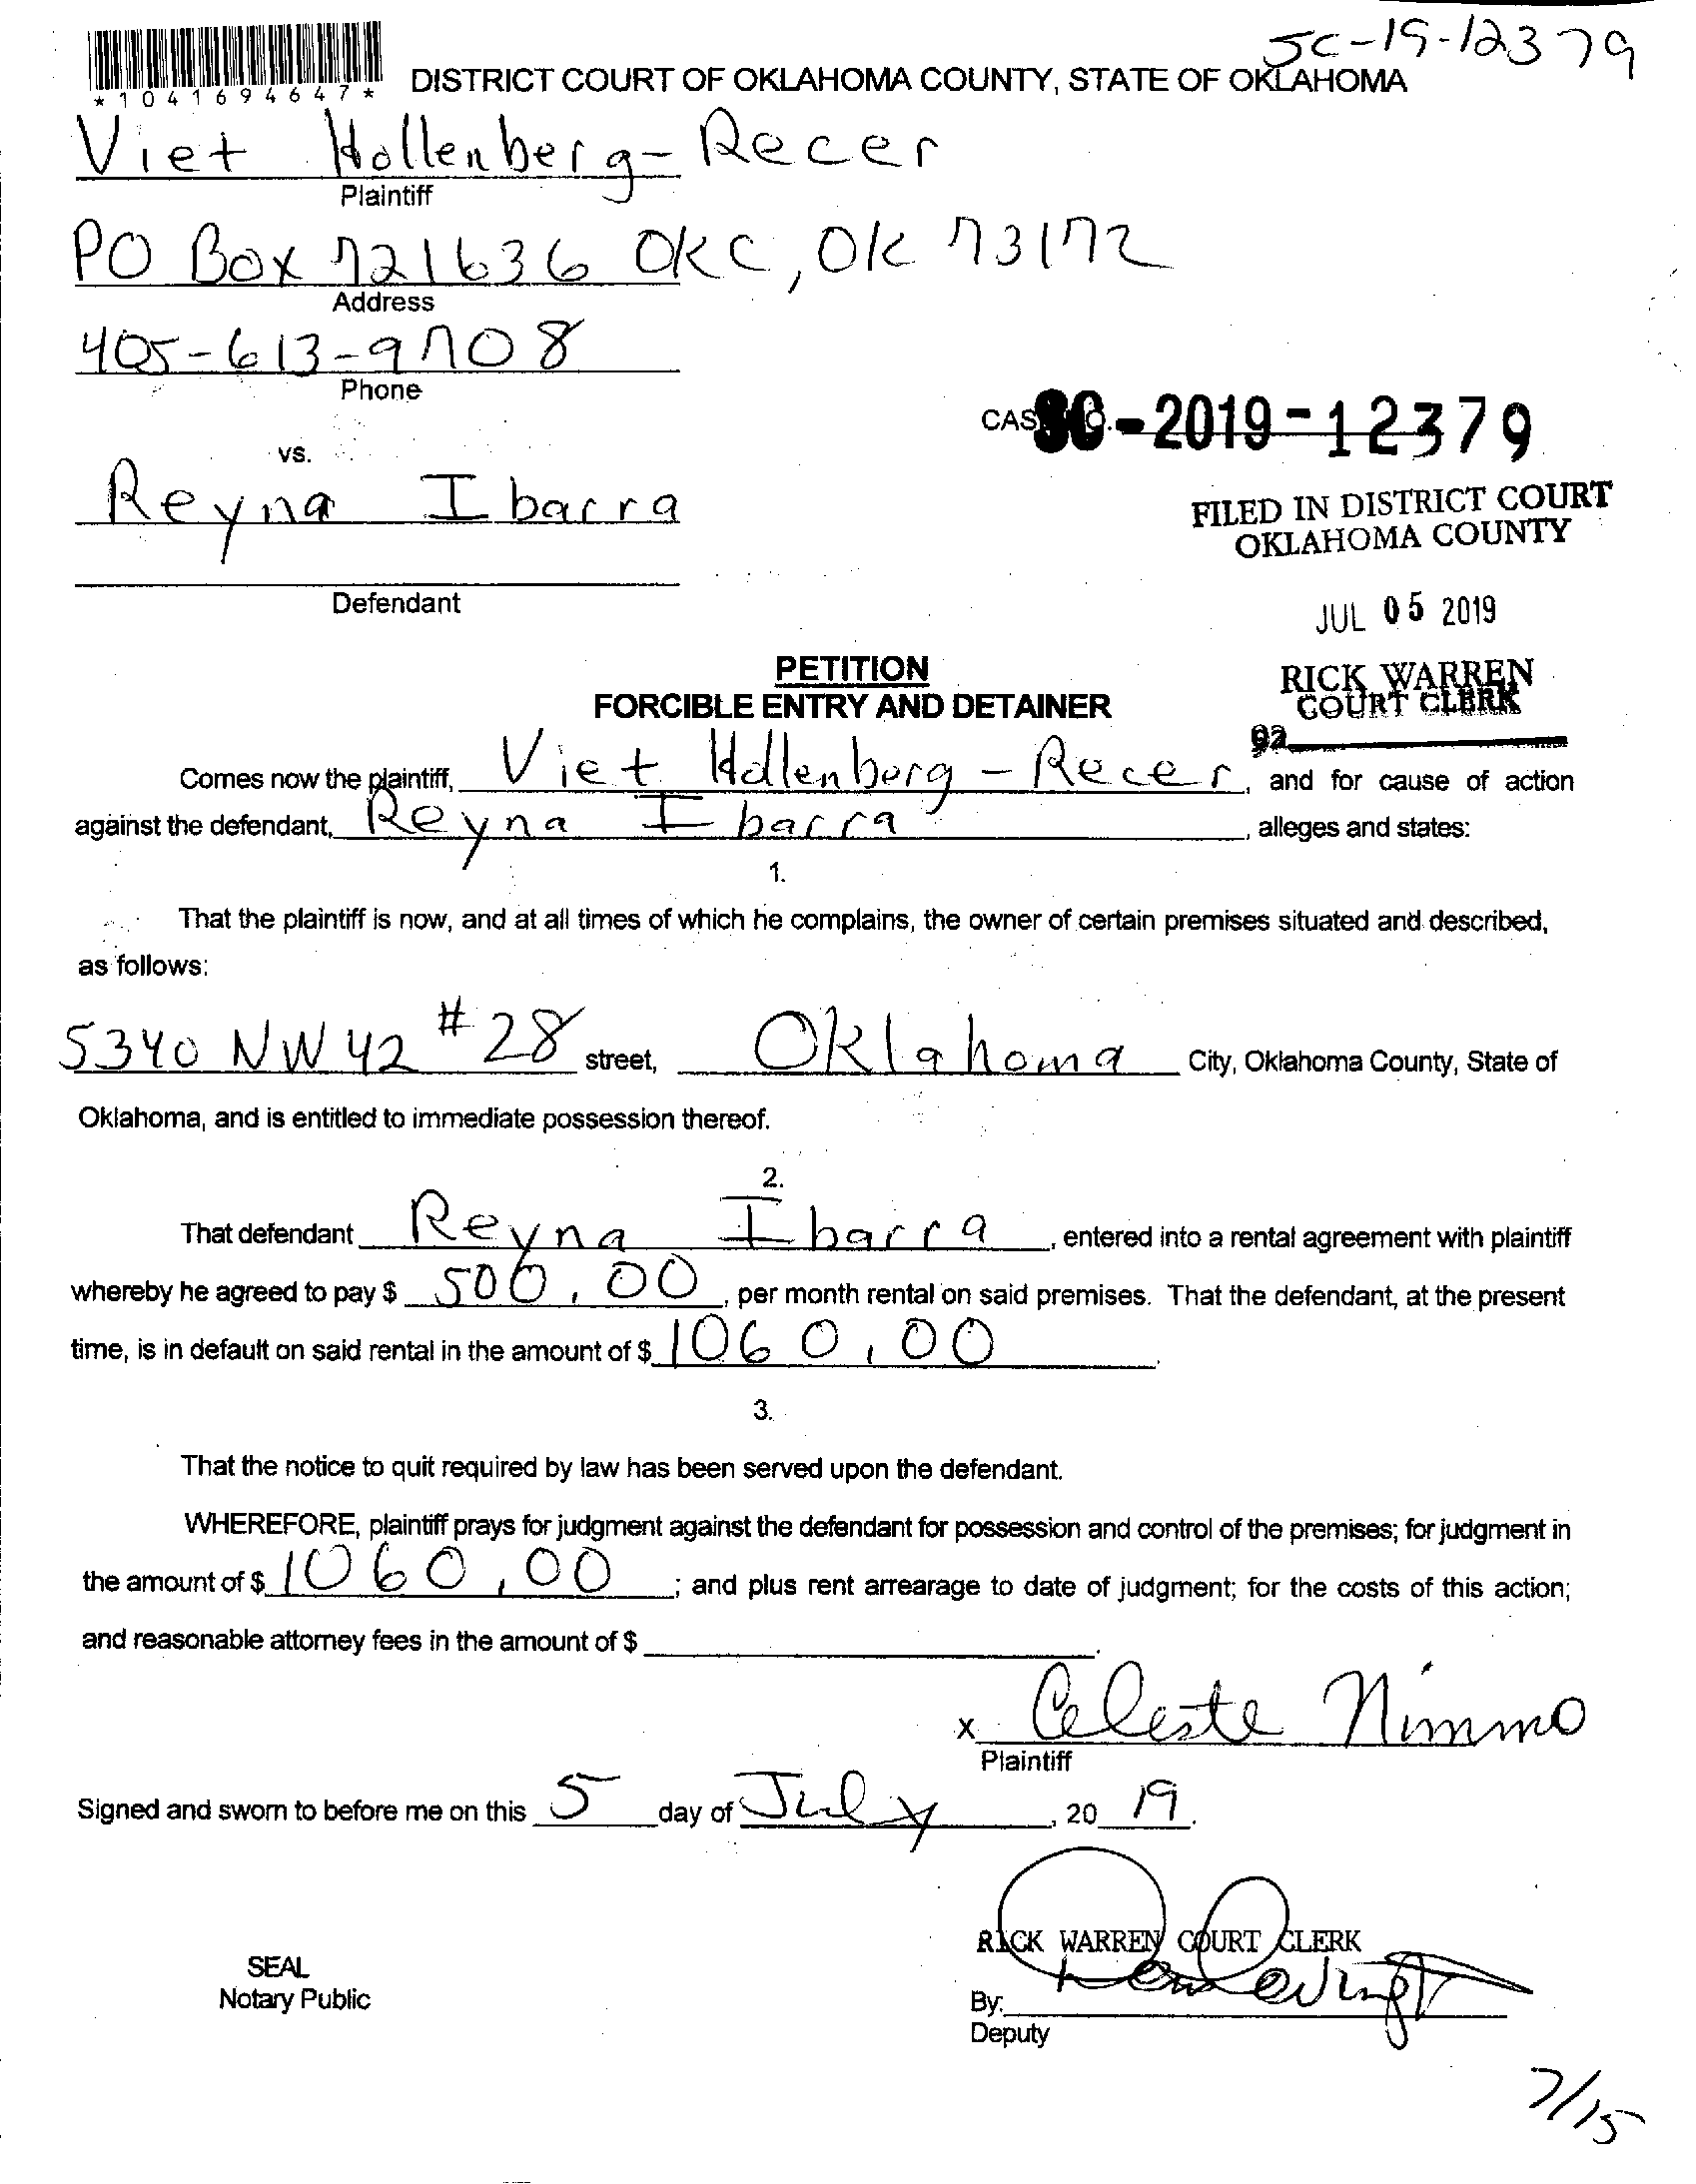 SC-19-12379
*1041694647*
DISTRICT COURT OF OKLAHOMA COUNTY, STATE OF OKLAHOMA
Viet Hollenberg-Recer
Plaintiff
PO Box 721636 OKC, OK 73172
Address
405-613-9708
Phone
CASE NO. SC-2019-12379
vs.
Reyna Ibarra
FILED IN DISTRICT COURT
OKLAHOMA COUNTY
Defendant
JUL 05 2019
PETITION
FORCIBLE ENTRY AND DETAINER
RICK WARREN
COURT CLERK
92
Comes now the plaintiff, Viet Hollenberg-Recer, and for cause of action
against the defendant, Reyna Ibarra, alleges and states:
1.
That the plaintiff is now, and at all times of which he complains, the owner of certain premises situated and described,
as follows:
5340 NW 42 #28 street, Oklahoma City, Oklahoma County, State of
Oklahoma, and is entitled to immediate possession thereof.
2.
That defendant Reyna Ibarra, entered into a rental agreement with plaintiff
whereby he agreed to pay $ 500.00, per month rental on said premises. That the defendant, at the present
time, is in default on said rental in the amount of $ 1060.00.
3.
That the notice to quit required by law has been served upon the defendant.
WHEREFORE, plaintiff prays for judgment against the defendant for possession and control of the premises; for judgment in
the amount of $ 1060.00; and plus rent arrearage to date of judgment; for the costs of this action;
and reasonable attorney fees in the amount of $ .
x Celeste Nimmo
Plaintiff
Signed and sworn to before me on this 5 day of July, 20 19.
RICK WARREN COURT CLERK
SEAL
Notary Public
By:
Deputy
7/15